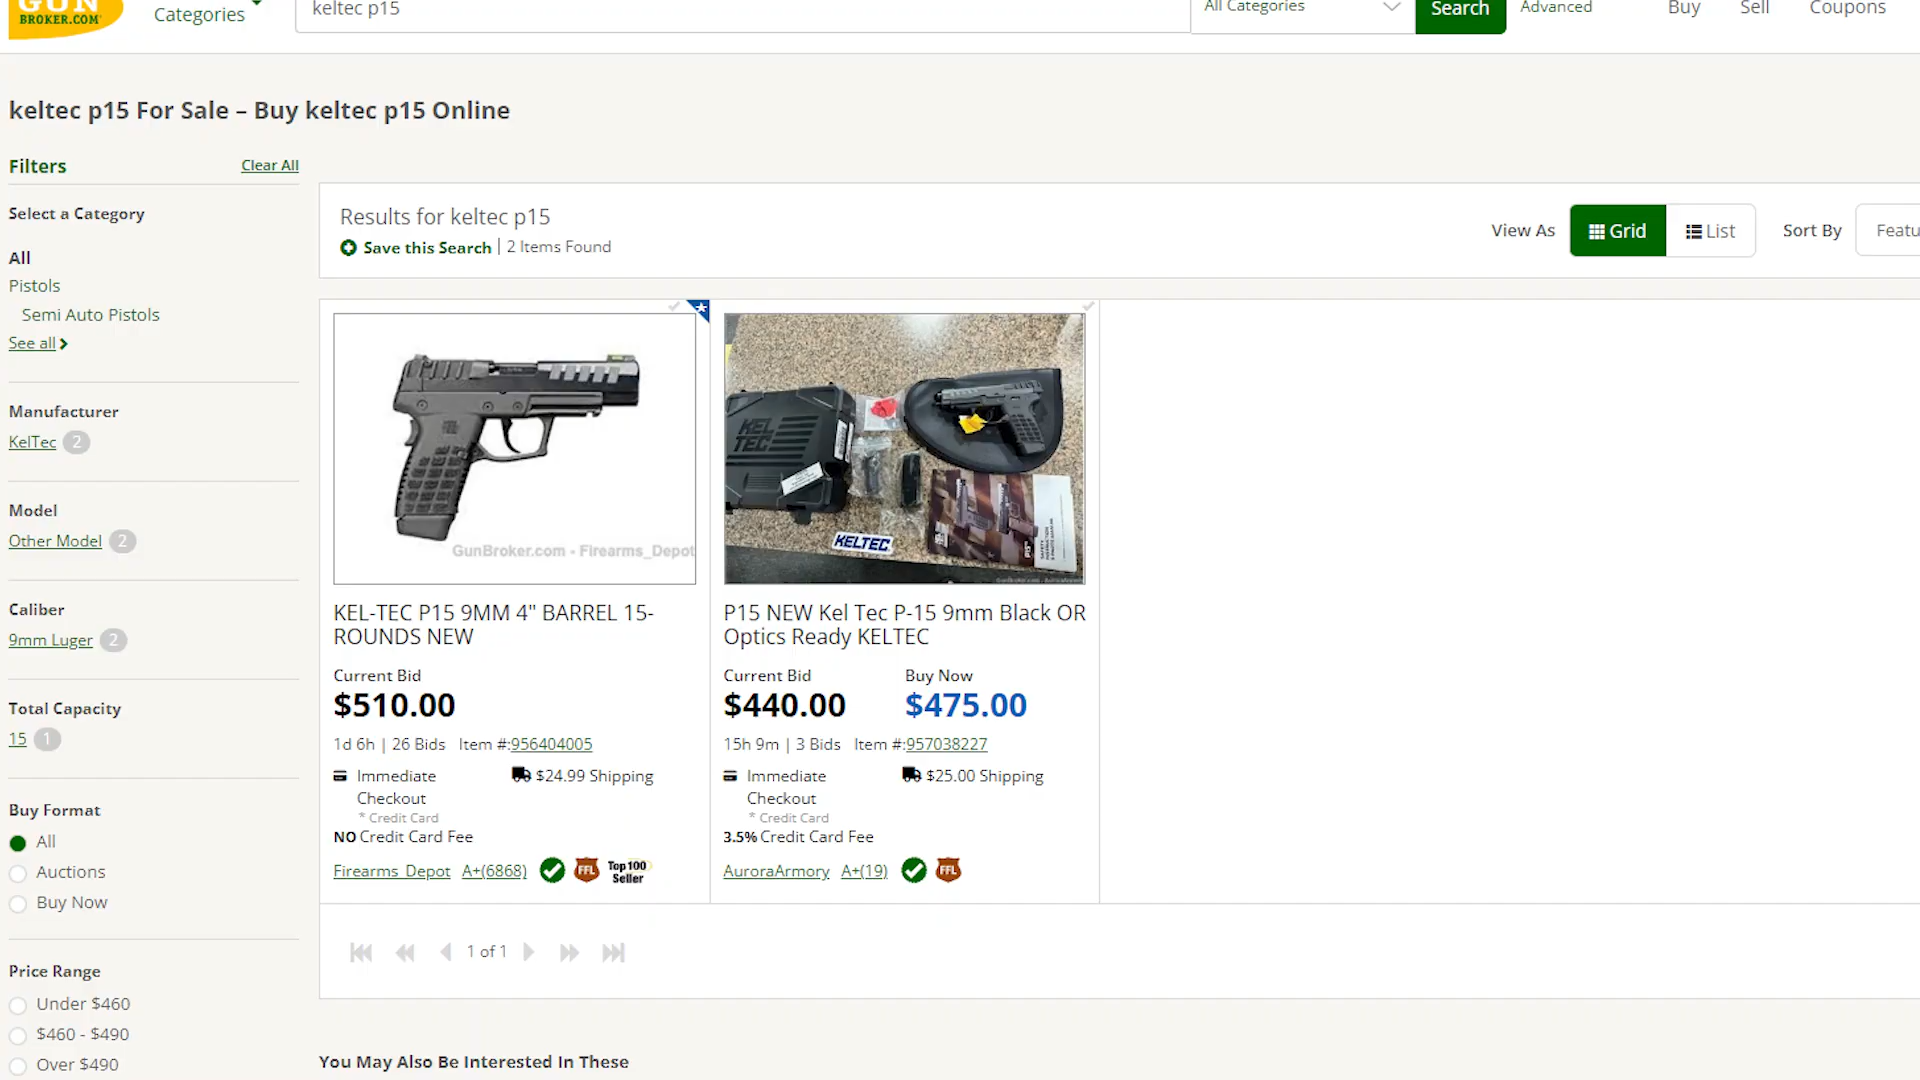 GUN
BROKER.COM
Categories
keltec p15
All Categories
Search
Advanced
Buy
Sell
Coupons
keltec p15 For Sale – Buy keltec p15 Online
Filters
Clear All
Select a Category
All
Pistols
Semi Auto Pistols
See all
Manufacturer
KelTec 2
Model
Other Model 2
Caliber
9mm Luger 2
Total Capacity
15 1
Buy Format
All
Auctions
Buy Now
Price Range
Under $460
$460 - $490
Over $490
Results for keltec p15
Save this Search | 2 Items Found
View As
Grid
List
Sort By
Featu
GunBroker.com - Firearms_Depot
KEL-TEC P15 9MM 4" BARREL 15-
ROUNDS NEW
Current Bid
$510.00
1d 6h | 26 Bids Item #:956404005
Immediate
Checkout
* Credit Card
$24.99 Shipping
NO Credit Card Fee
Firearms_Depot A+(6868)
FFL
Top 100
Seller
KEL
TEC
KELTEC
P15
P15 NEW Kel Tec P-15 9mm Black OR
Optics Ready KELTEC
Current Bid
$440.00
Buy Now
$475.00
15h 9m | 3 Bids Item #:957038227
Immediate
Checkout
* Credit Card
$25.00 Shipping
3.5% Credit Card Fee
AuroraArmory A+(19)
FFL
1 of 1
You May Also Be Interested In These